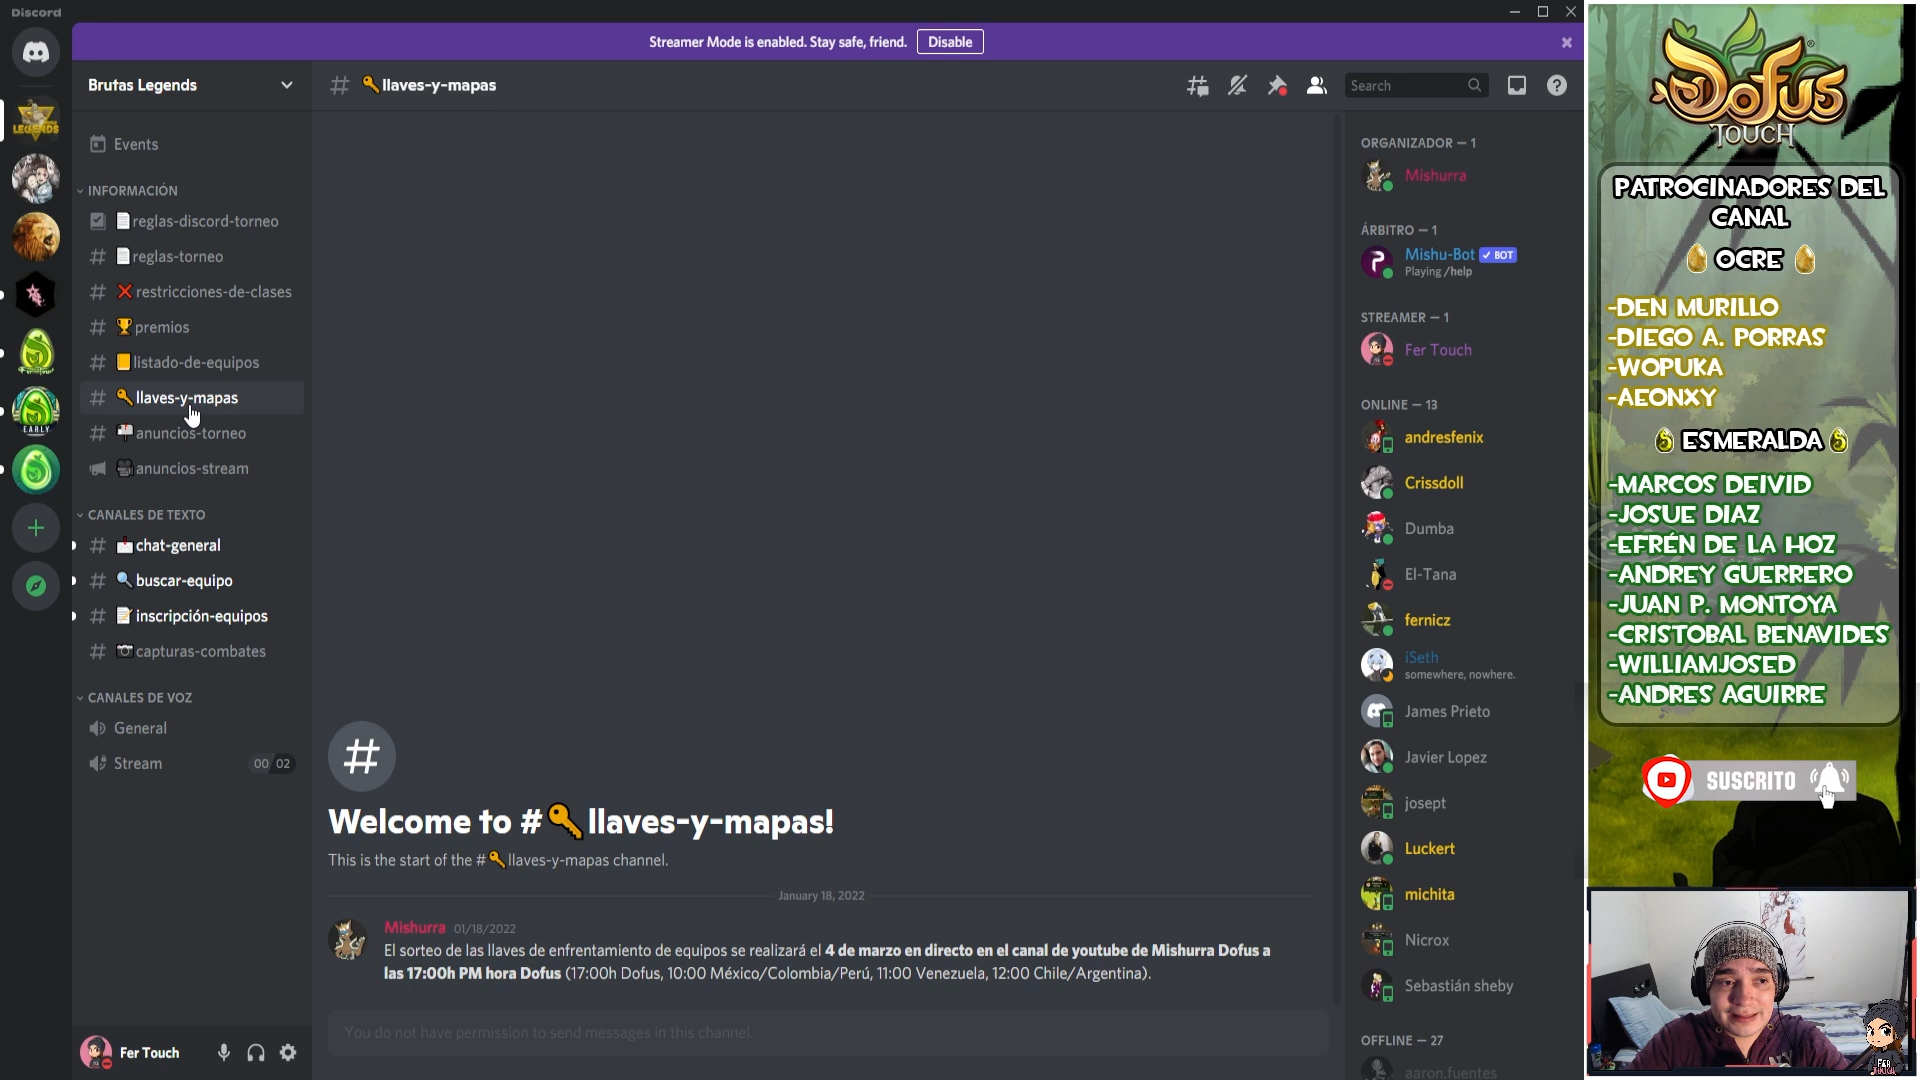 Discord
Streamer Mode is enabled. Stay safe, friend.
Disable
Brutas Legends
LEGENDS
EARLY
Events
INFORMACIÓN
reglas-discord-torneo
reglas-torneo
restricciones-de-clases
premios
listado-de-equipos
llaves-y-mapas
anuncios-torneo
anuncios-stream
CANALES DE TEXTO
chat-general
buscar-equipo
inscripción-equipos
capturas-combates
CANALES DE VOZ
General
Stream
00 02
Fer Touch
# llaves-y-mapas
Search
Welcome to # llaves-y-mapas!
This is the start of the # llaves-y-mapas channel.
January 18, 2022
Mishurra 01/18/2022
El sorteo de las llaves de enfrentamiento de equipos se realizará el 4 de marzo en directo en el canal de youtube de Mishurra Dofus a
las 17:00h PM hora Dofus (17:00h Dofus, 10:00 México/Colombia/Perú, 11:00 Venezuela, 12:00 Chile/Argentina).
You do not have permission to send messages in this channel.
ORGANIZADOR — 1
Mishurra
ÁRBITRO — 1
Mishu-Bot BOT
Playing /help
STREAMER — 1
Fer Touch
ONLINE — 13
andresfenix
Crissdoll
Dumba
El-Tana
fernicz
iSeth
somewhere, nowhere.
James Prieto
Javier Lopez
josept
Luckert
michita
Nicrox
Sebastián sheby
OFFLINE — 27
aaron.fuentes
DOFUS
TOUCH
PATROCINADORES DEL
CANAL
OCRE
-DEN MURILLO
-DIEGO A. PORRAS
-WOPUKA
-AEONXY
ESMERALDA
-MARCOS DEIVID
-JOSUE DIAZ
-EFRÉN DE LA HOZ
-ANDREY GUERRERO
-JUAN P. MONTOYA
-CRISTOBAL BENAVIDES
-WILLIAMJOSED
-ANDRES AGUIRRE
SUSCRITO
FER
TOUCH